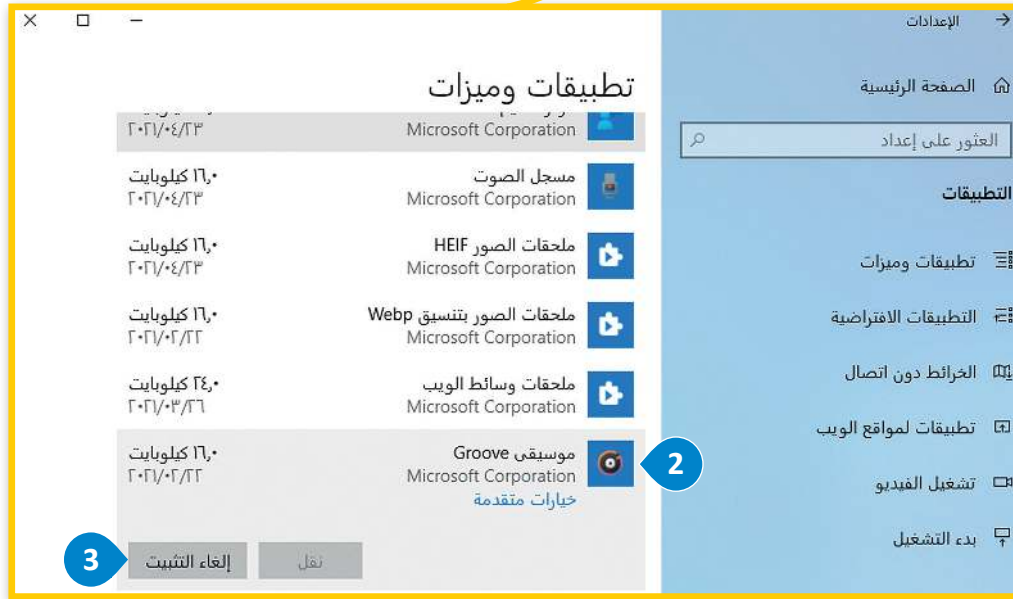 الإعدادات
الصفحة الرئيسية
العثور على إعداد
التطبيقات
تطبيقات وميزات
التطبيقات الافتراضية
الخرائط دون اتصال
تطبيقات لمواقع الويب
تشغيل الفيديو
بدء التشغيل
تطبيقات وميزات
Microsoft Corporation
٢٠٢١/٠٤/٢٣
مسجل الصوت
١٦,٠ كيلوبايت
Microsoft Corporation
٢٠٢١/٠٤/٢٣
ملحقات الصور HEIF
١٦,٠ كيلوبايت
Microsoft Corporation
٢٠٢١/٠٤/٢٣
ملحقات الصور بتنسيق Webp
١٦,٠ كيلوبايت
Microsoft Corporation
٢٠٢١/٠٢/٢٢
ملحقات وسائط الويب
٢٤,٠ كيلوبايت
Microsoft Corporation
٢٠٢١/٠٣/٢٦
موسيقى Groove
١٦,٠ كيلوبايت
Microsoft Corporation
٢٠٢١/٠٢/٢٢
خيارات متقدمة
2
نقل
إلغاء التثبيت
3